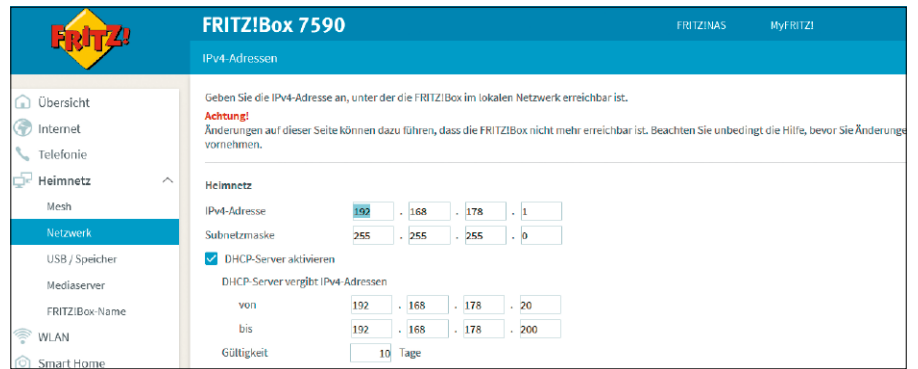 FRITZ!
FRITZ!Box 7590
FRITZ!NAS MyFRITZ!
IPv4-Adressen
Übersicht
Internet
Telefonie
Heimnetz
Mesh
Netzwerk
USB / Speicher
Mediaserver
FRITZ!Box-Name
WLAN
Smart Home
Geben Sie die IPv4-Adresse an, unter der die FRITZ!Box im lokalen Netzwerk erreichbar ist.
Achtung!
Änderungen auf dieser Seite können dazu führen, dass die FRITZ!Box nicht mehr erreichbar ist. Beachten Sie unbedingt die Hilfe, bevor Sie Änderunge
vornehmen.
Heimnetz
IPv4-Adresse 192 . 168 . 178 . 1
Subnetzmaske 255 . 255 . 255 . 0
DHCP-Server aktivieren
DHCP-Server vergibt IPv4-Adressen
von 192 . 168 . 178 . 20
bis 192 . 168 . 178 . 200
Gültigkeit 10 Tage